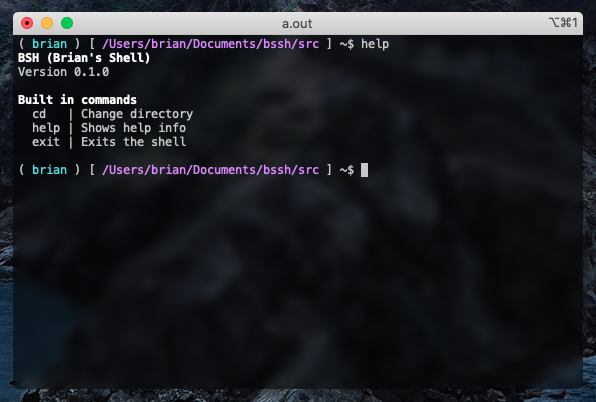 a.out ⌥⌘1
( brian ) [ /Users/brian/Documents/bssh/src ] ~$ help
BSH (Brian's Shell)
Version 0.1.0
Built in commands
cd | Change directory
help | Shows help info
exit | Exits the shell
( brian ) [ /Users/brian/Documents/bssh/src ] ~$